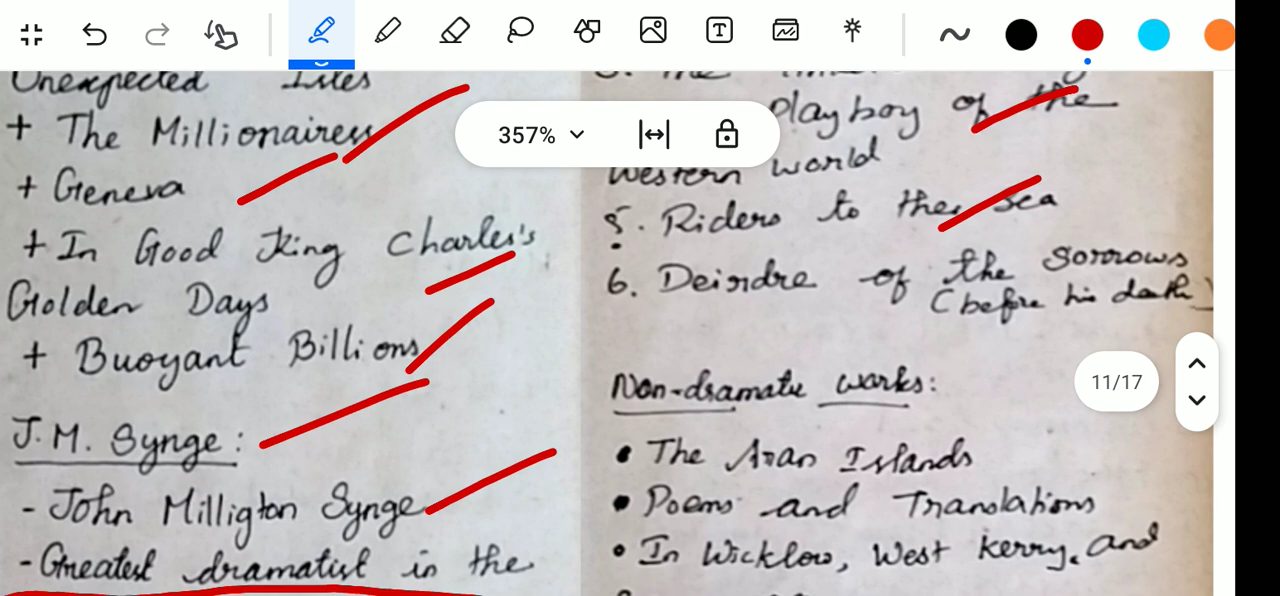 Unexpected Isles
+ The Millionairess
+ Geneva
+ In Good King Charles's
Golden Days
+ Buoyant Billions
J.M. Synge:
- John Milligton Synge
- Greatest dramatist in the
357%
Playboy of the
Western world
5. Riders to the sea
6. Deirdre of the Sorrows
(before his death)
11/17
Non-dramatic works:
• The Aran Islands
• Poems and Translations
• In Wicklow, West Kerry, and